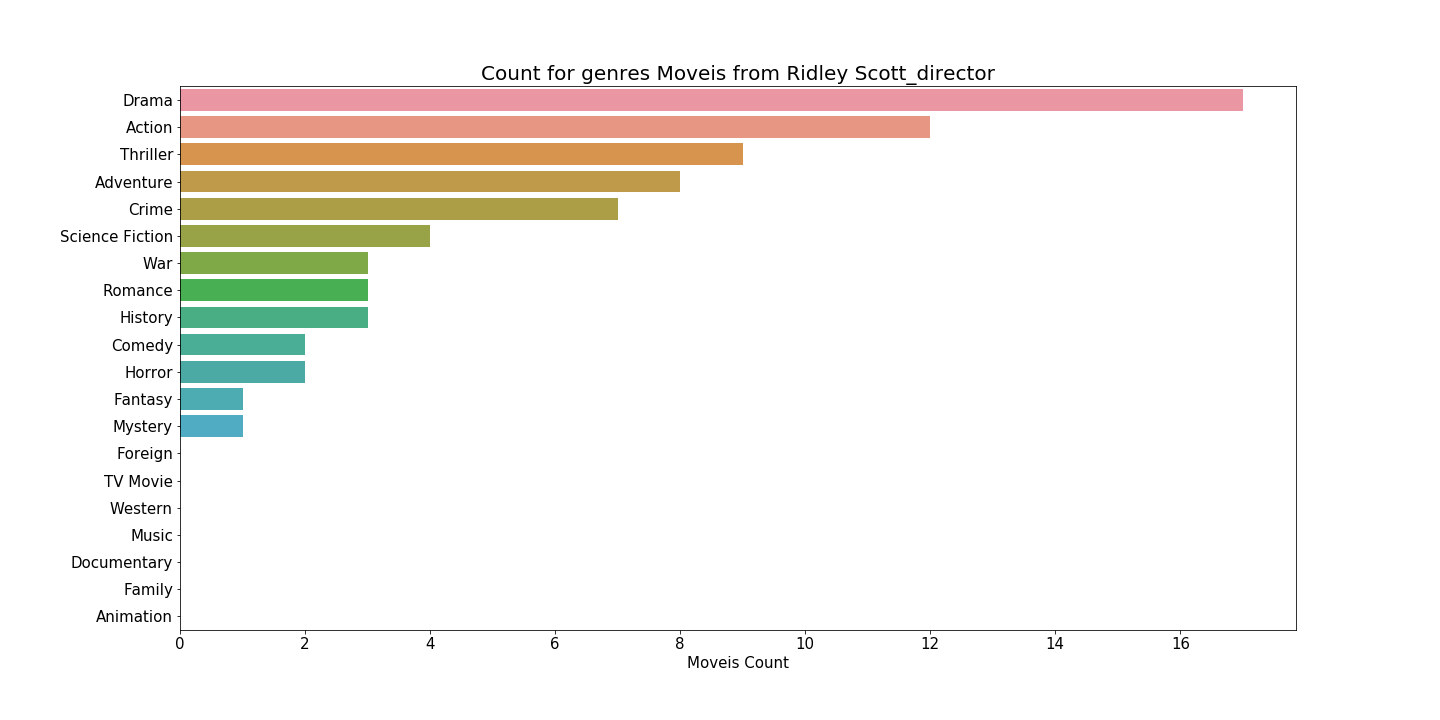 Count for genres Moveis from Ridley Scott_director
Drama
Action
Thriller
Adventure
Crime
Science Fiction
War
Romance
History
Comedy
Horror
Fantasy
Mystery
Foreign
TV Movie
Western
Music
Documentary
Family
Animation
0 2 4 6 8 10 12 14 16
Moveis Count